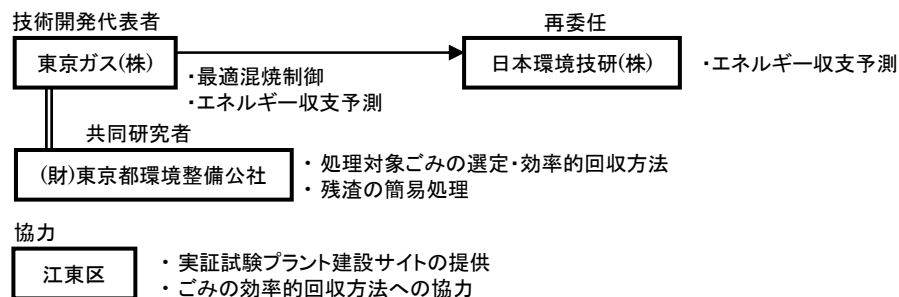 技術開発代表者
再委任
東京ガス(株)
日本環境技研(株)
・エネルギー収支予測
・最適混焼制御
・エネルギー収支予測
共同研究者
(財)東京都環境整備公社
・ 処理対象ごみの選定・効率的回収方法
・ 残渣の簡易処理
協力
江東区
・ 実証試験プラント建設サイトの提供
・ ごみの効率的回収方法への協力